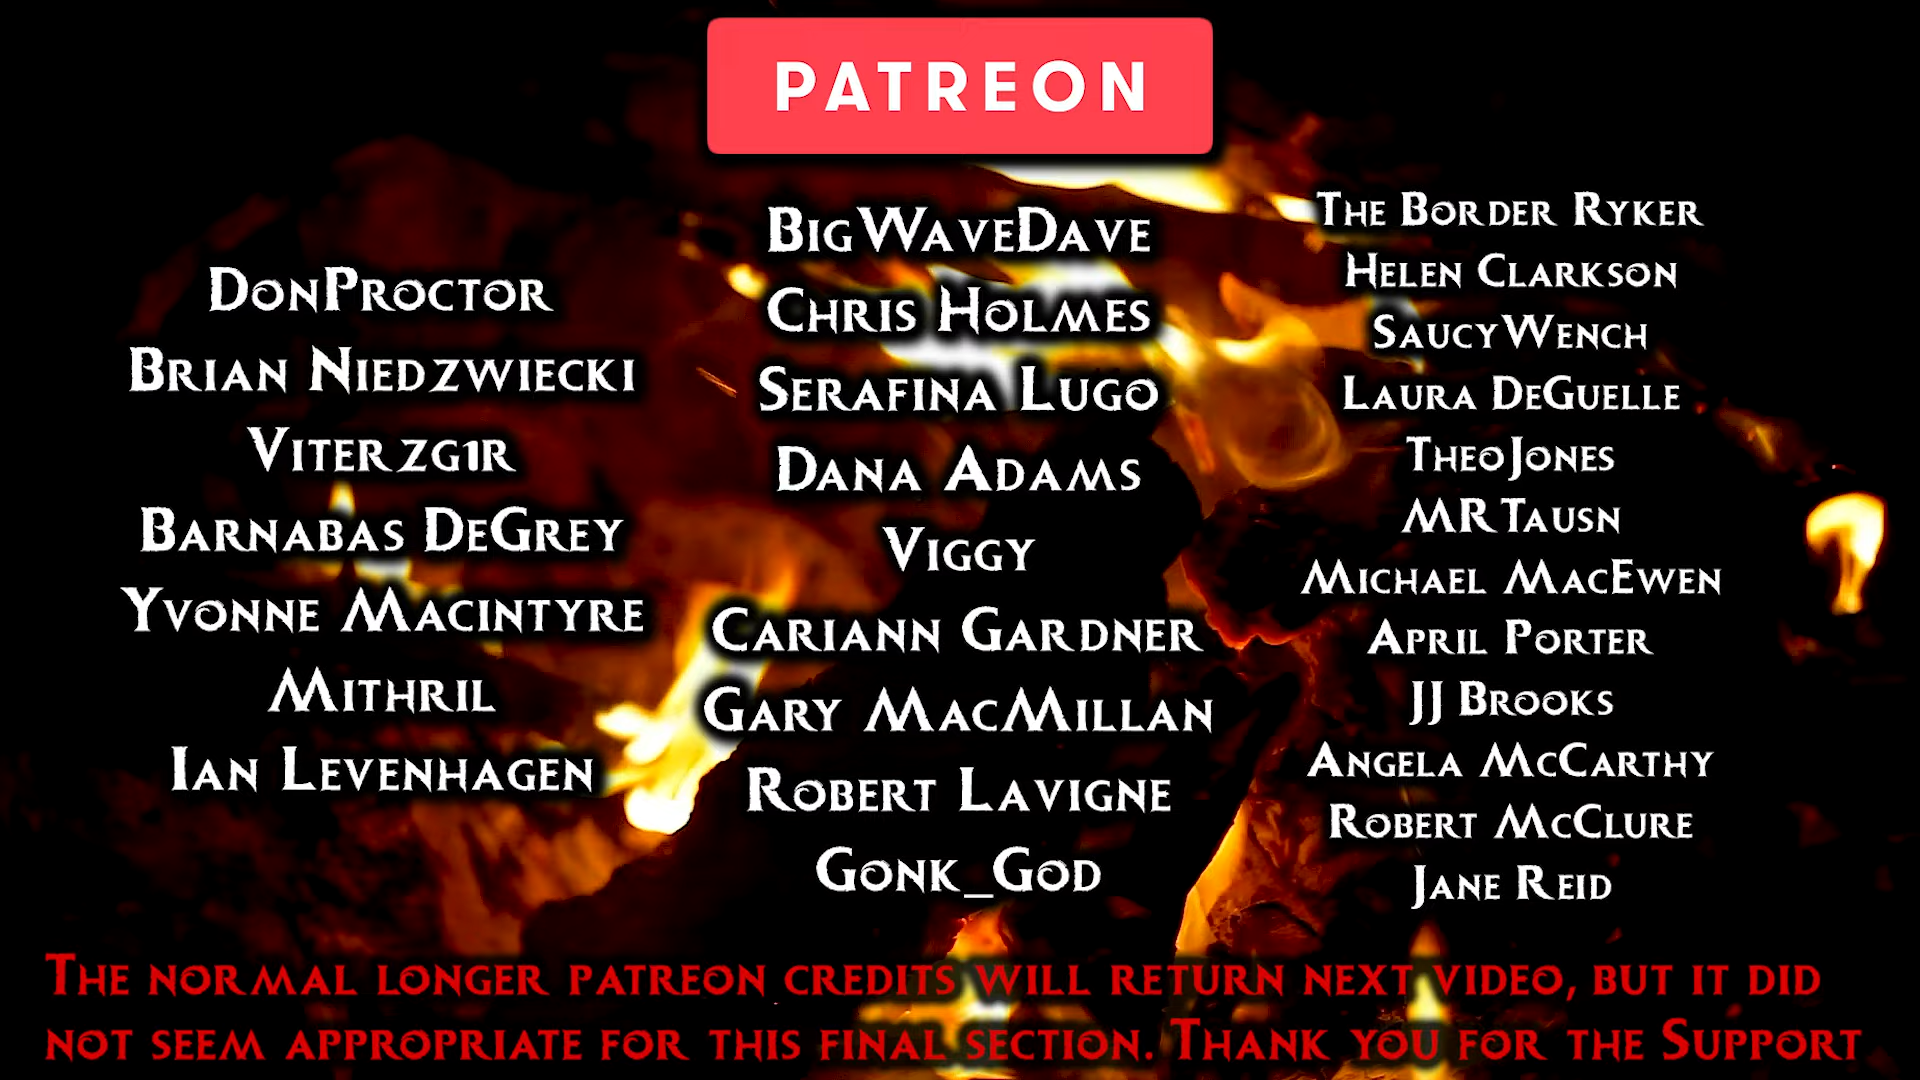 PATREON
DonProctor
Brian Niedzwiecki
Viterzg1r
Barnabas DeGrey
Yvonne Macintyre
Mithril
Ian Levenhagen
BigWaveDave
Chris Holmes
Serafina Lugo
Dana Adams
Viggy
Cariann Gardner
Gary MacMillan
Robert Lavigne
Gonk_God
The Border Ryker
Helen Clarkson
SaucyWench
Laura DeGuelle
TheoJones
MRTausn
Michael MacEwen
April Porter
JJ Brooks
Angela McCarthy
Robert McClure
Jane Reid
The normal longer patreon credits will return next video, but it did
not seem appropriate for this final section. Thank you for the Support